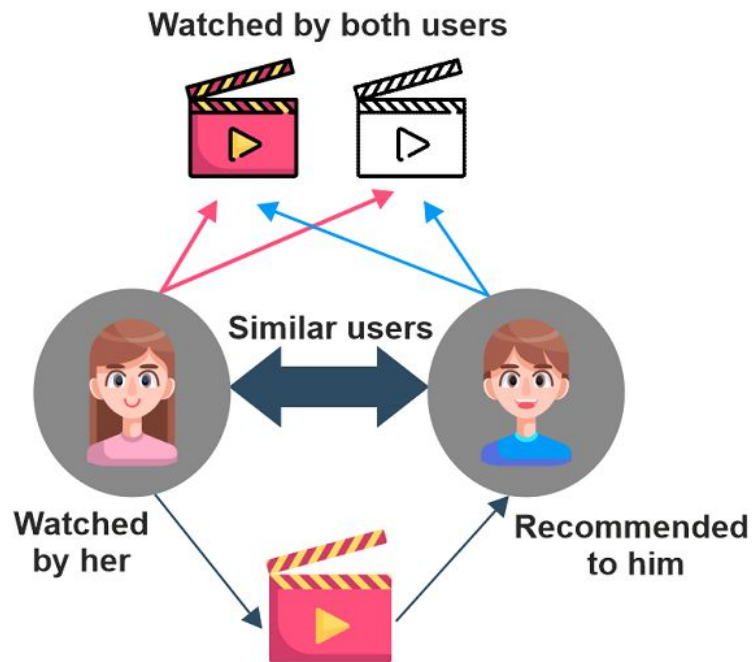 Watched by both users
Similar users
Watched
by her
Recommended
to him